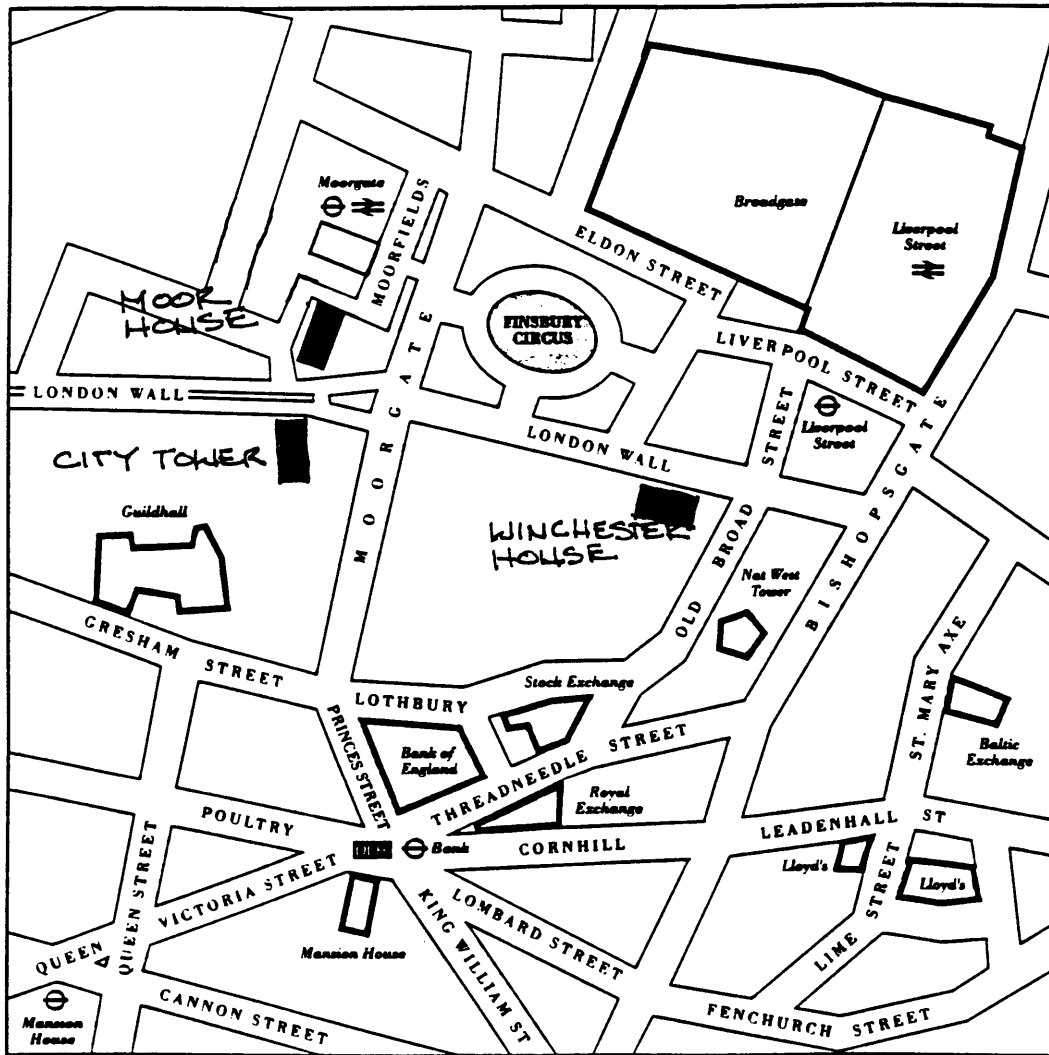 Moorgate
MOORFIELDS
Broadgate
Liverpool
Street
ELDON STREET
MOOR
HOUSE
FINSBURY
CIRCUS
LIVERPOOL STREET
LONDON WALL
MOORGATE
LONDON WALL
Liverpool
Street
CITY TOWER
OLD BROAD STREET
BISHOPSGATE
Guildhall
WINCHESTER
HOUSE
Nat West
Tower
GRESHAM STREET
ST. MARY AXE
LOTHBURY
Stock Exchange
PRINCES STREET
Bank of
England
THREADNEEDLE STREET
Baltic
Exchange
Royal
Exchange
POULTRY
LEADENHALL ST
Bank
CORNHILL
Lloyd's
Lloyd's
QUEEN STREET
QUEEN VICTORIA STREET
KING WILLIAM ST
LOMBARD STREET
LIME STREET
Mansion House
CANNON STREET
FENCHURCH STREET
Mansion
House